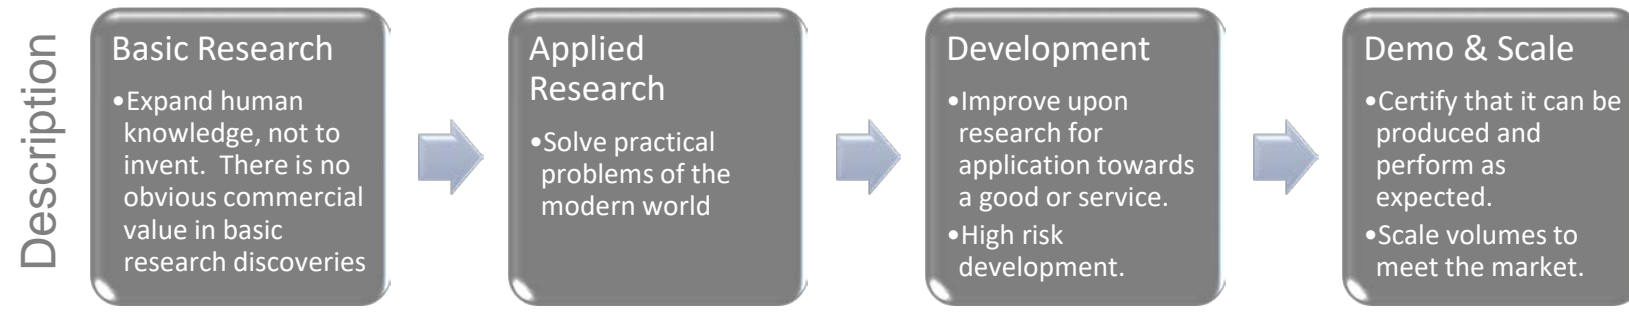 Description
Basic Research
•Expand human
knowledge, not to
invent.  There is no
obvious commercial
value in basic
research discoveries
Applied
Research
•Solve practical
problems of the
modern world
Development
•Improve upon
research for
application towards
a good or service.
•High risk
development.
Demo & Scale
•Certify that it can be
produced and
perform as
expected.
•Scale volumes to
meet the market.